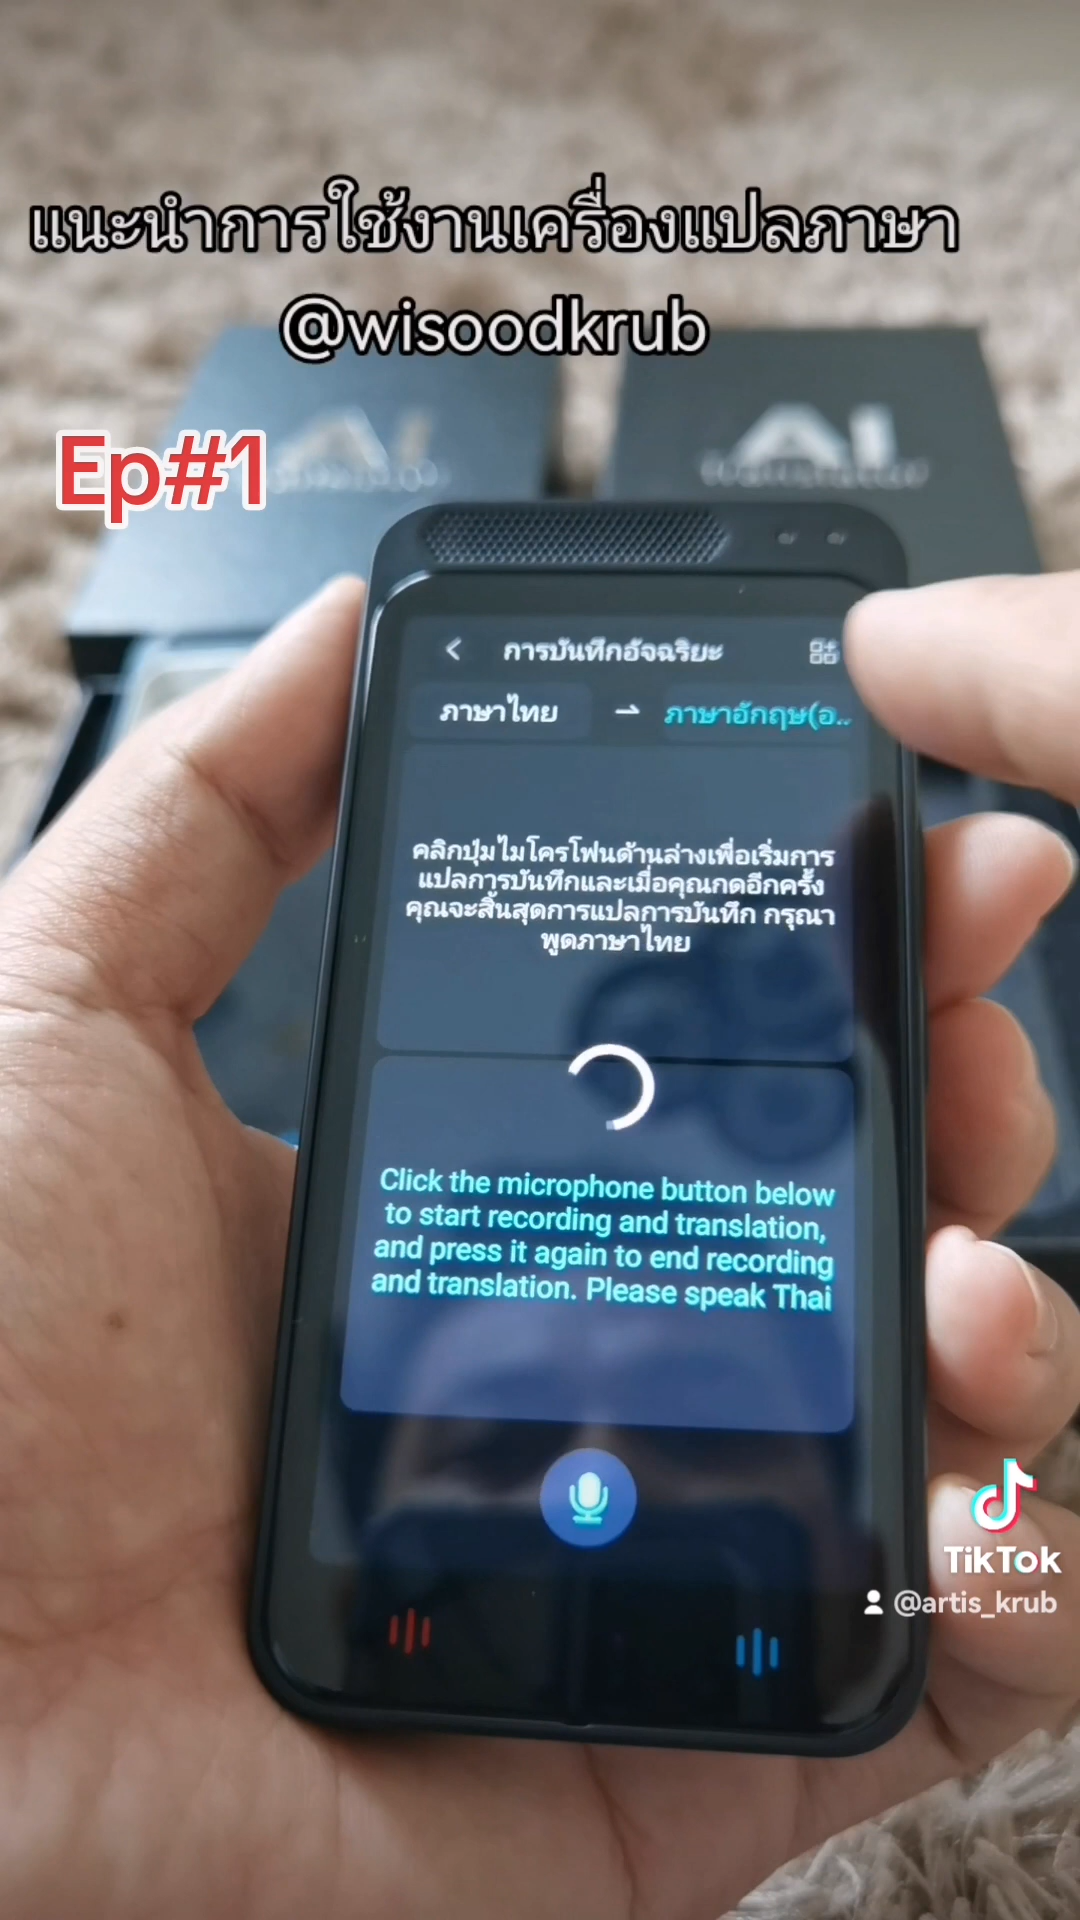 แนะนำการใช้งานเครื่องแปลภาษา
@wisoodkrub
Ep#1
AI
AI
การบันทึกอัจฉริยะ
ภาษาไทย → ภาษาอังกฤษ(อ..
คลิกปุ่มไมโครโฟนด้านล่างเพื่อเริ่มการ
แปลการบันทึกและเมื่อคุณกดอีกครั้ง
คุณจะสิ้นสุดการแปลการบันทึก กรุณา
พูดภาษาไทย
Click the microphone button below
to start recording and translation,
and press it again to end recording
and translation. Please speak Thai
TikTok
@artis_krub